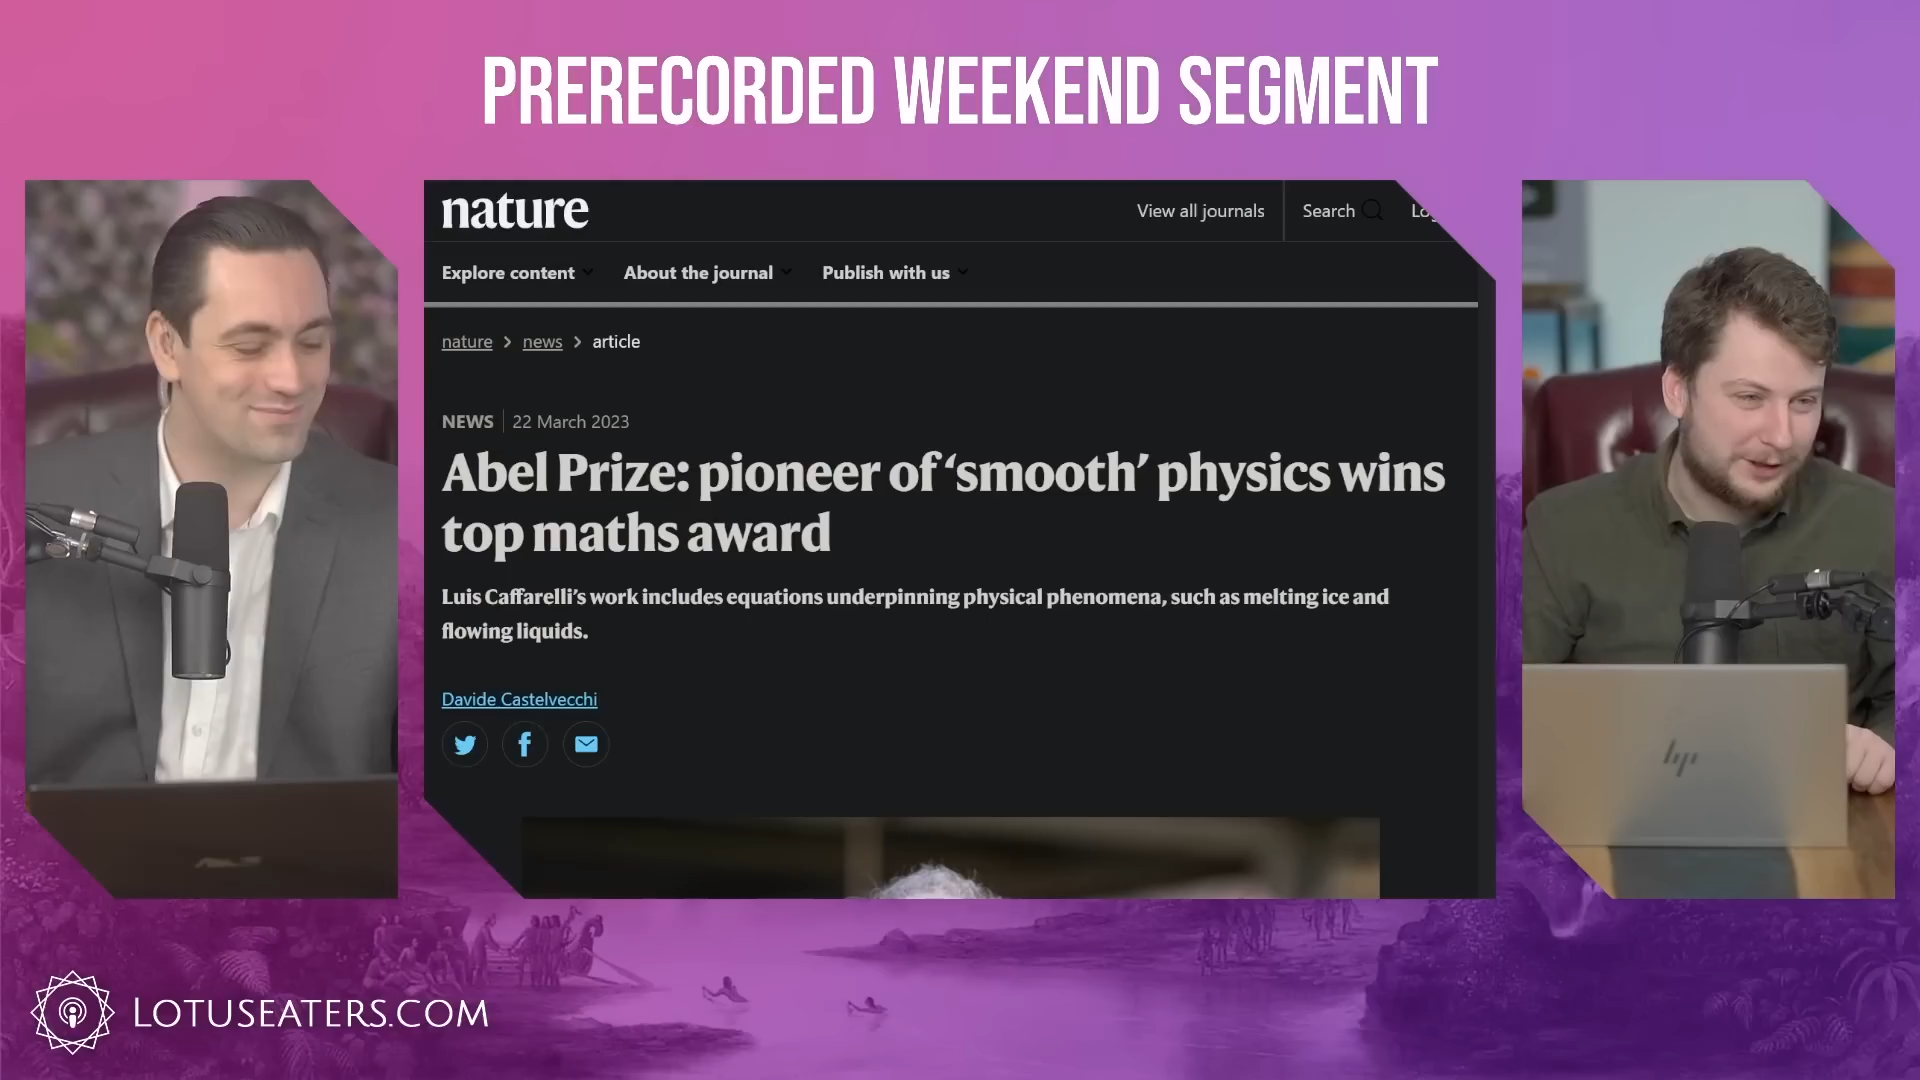 PRERECORDED WEEKEND SEGMENT
nature
View all journals
Search
Explore content
About the journal
Publish with us
nature > news > article
NEWS | 22 March 2023
Abel Prize: pioneer of ‘smooth’ physics wins
top maths award
Luis Caffarelli’s work includes equations underpinning physical phenomena, such as melting ice and
flowing liquids.
Davide Castelvecchi
hp
LOTUSEATERS.COM